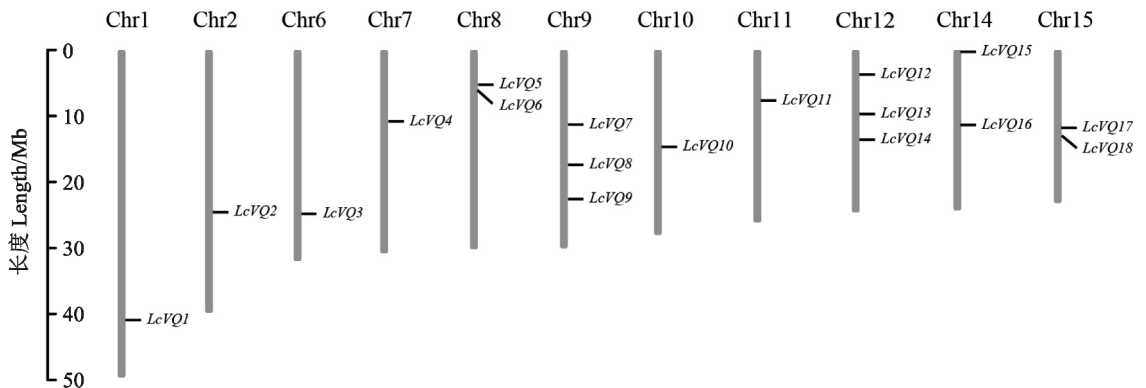 Chr1 Chr2 Chr6 Chr7 Chr8 Chr9 Chr10 Chr11 Chr12 Chr14 Chr15
长度 Length/Mb
0
10
20
30
40
50
LcVQ1
LcVQ2
LcVQ3
LcVQ4
LcVQ5
LcVQ6
LcVQ7
LcVQ8
LcVQ9
LcVQ10
LcVQ11
LcVQ12
LcVQ13
LcVQ14
LcVQ15
LcVQ16
LcVQ17
LcVQ18